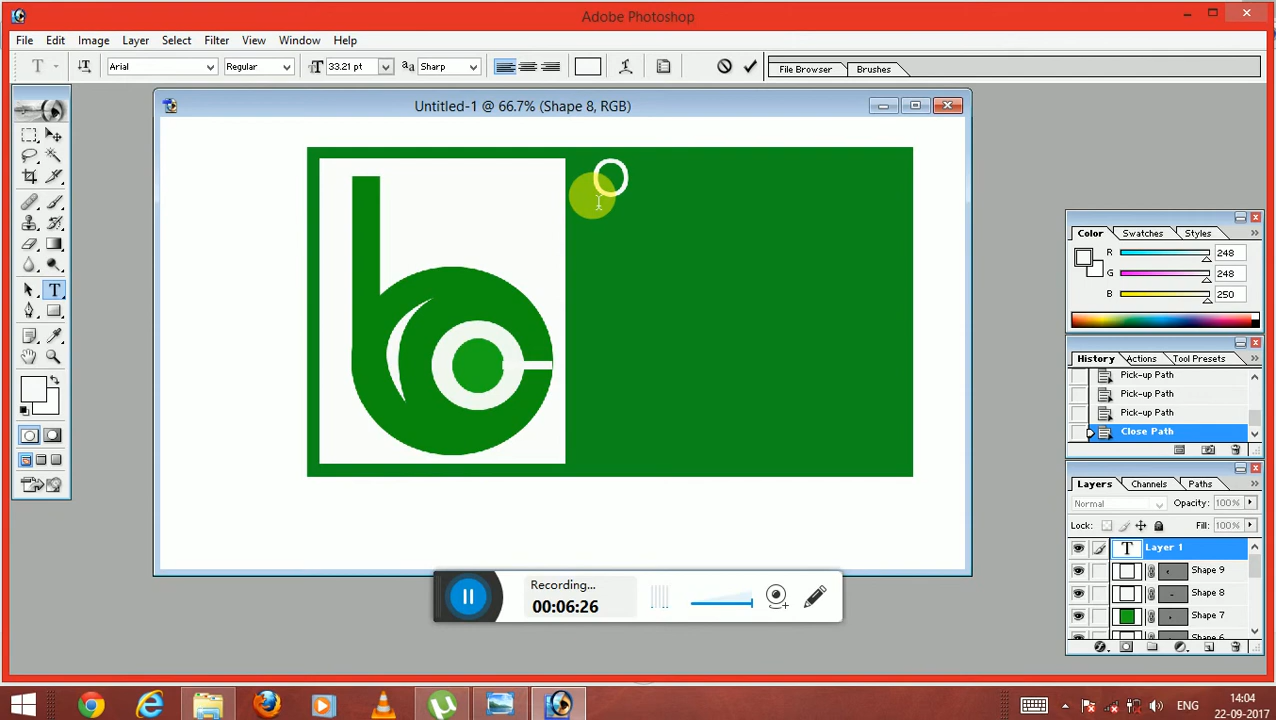 Adobe Photoshop
File Edit Image Layer Select Filter View Window Help
T Arial Regular T 33.21 pt aa Sharp File Browser Brushes
Untitled-1 @ 66.7% (Shape 8, RGB)
O
bc
Color Swatches Styles
R 248
G 248
B 250
History Actions Tool Presets
Pick-up Path
Pick-up Path
Pick-up Path
Close Path
Layers Channels Paths
Normal Opacity: 100%
Lock: Fill: 100%
T Layer 1
Shape 9
Shape 8
Shape 7
Shape 6
Recording...
00:06:26
ENG
14:04
22-09-2017